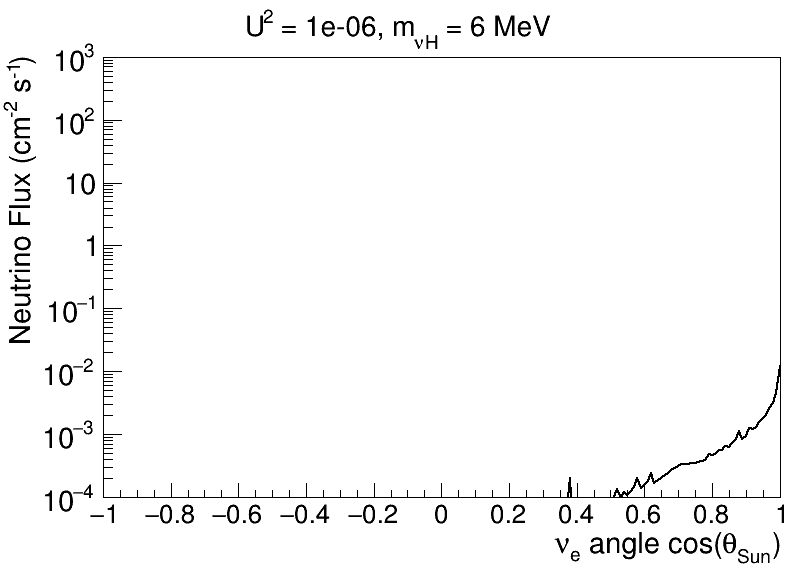 U² = 1e-06, m_νH = 6 MeV
Neutrino Flux (cm⁻² s⁻¹)
10³
10²
10
1
10⁻¹
10⁻²
10⁻³
10⁻⁴
−1 −0.8 −0.6 −0.4 −0.2 0 0.2 0.4 0.6 0.8 1
ν_e angle cos(θ_Sun)